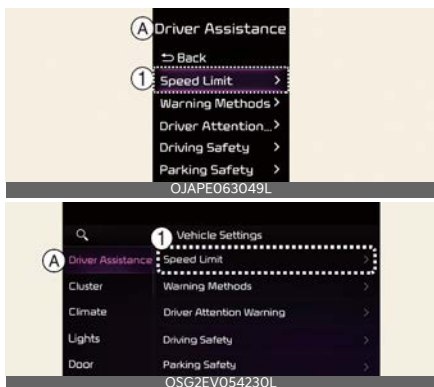 A Driver Assistance
Back
1 Speed Limit >
Warning Methods >
Driver Attention... >
Driving Safety >
Parking Safety >
OJAPE063049L
1 Vehicle Settings
A Driver Assistance Speed Limit >
Cluster Warning Methods >
Climate Driver Attention Warning >
Lights Driving Safety >
Door Parking Safety >
OSG2EV054230L